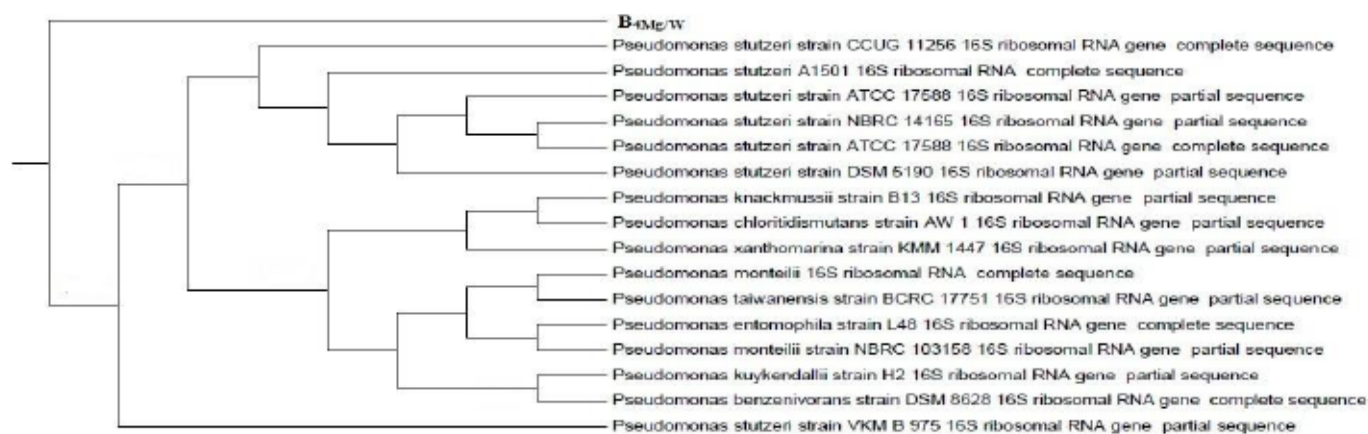 B4Mg/W
Pseudomonas stutzeri strain CCUG 11256 16S ribosomal RNA gene complete sequence
Pseudomonas stutzeri A1501 16S ribosomal RNA complete sequence
Pseudomonas stutzeri strain ATCC 17588 16S ribosomal RNA gene partial sequence
Pseudomonas stutzeri strain NBRC 14165 16S ribosomal RNA gene partial sequence
Pseudomonas stutzeri strain ATCC 17588 16S ribosomal RNA gene complete sequence
Pseudomonas stutzeri strain DSM 5190 16S ribosomal RNA gene partial sequence
Pseudomonas knackmussii strain B13 16S ribosomal RNA gene partial sequence
Pseudomonas chloritidismutans strain AW 1 16S ribosomal RNA gene partial sequence
Pseudomonas xanthomarina strain KMM 1447 16S ribosomal RNA gene partial sequence
Pseudomonas monteilii 16S ribosomal RNA complete sequence
Pseudomonas taiwanensis strain BCRC 17751 16S ribosomal RNA gene partial sequence
Pseudomonas entomophila strain L48 16S ribosomal RNA gene complete sequence
Pseudomonas monteilii strain NBRC 103158 16S ribosomal RNA gene partial sequence
Pseudomonas kuykendallii strain H2 16S ribosomal RNA gene partial sequence
Pseudomonas benzenivorans strain DSM 8628 16S ribosomal RNA gene complete sequence
Pseudomonas stutzeri strain VKM B 975 16S ribosomal RNA gene partial sequence